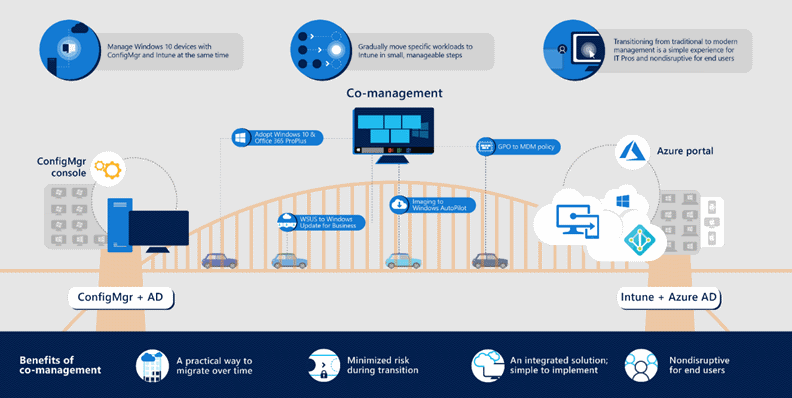 Manage Windows 10 devices with
ConfigMgr and Intune at the same time
Gradually move specific workloads to
Intune in small, manageable steps
Transitioning from traditional to modern
management is a simple experience for
IT Pros and nondisruptive for end users
Co-management
Adopt Windows 10 &
Office 365 ProPlus
GPO to MDM policy
ConfigMgr
console
Azure portal
Imaging to
Windows AutoPilot
WSUS to Windows
Update for Business
ConfigMgr + AD
Intune + Azure AD
Benefits of
co-management
A practical way to
migrate over time
Minimized risk
during transition
An integrated solution;
simple to implement
Nondisruptive
for end users